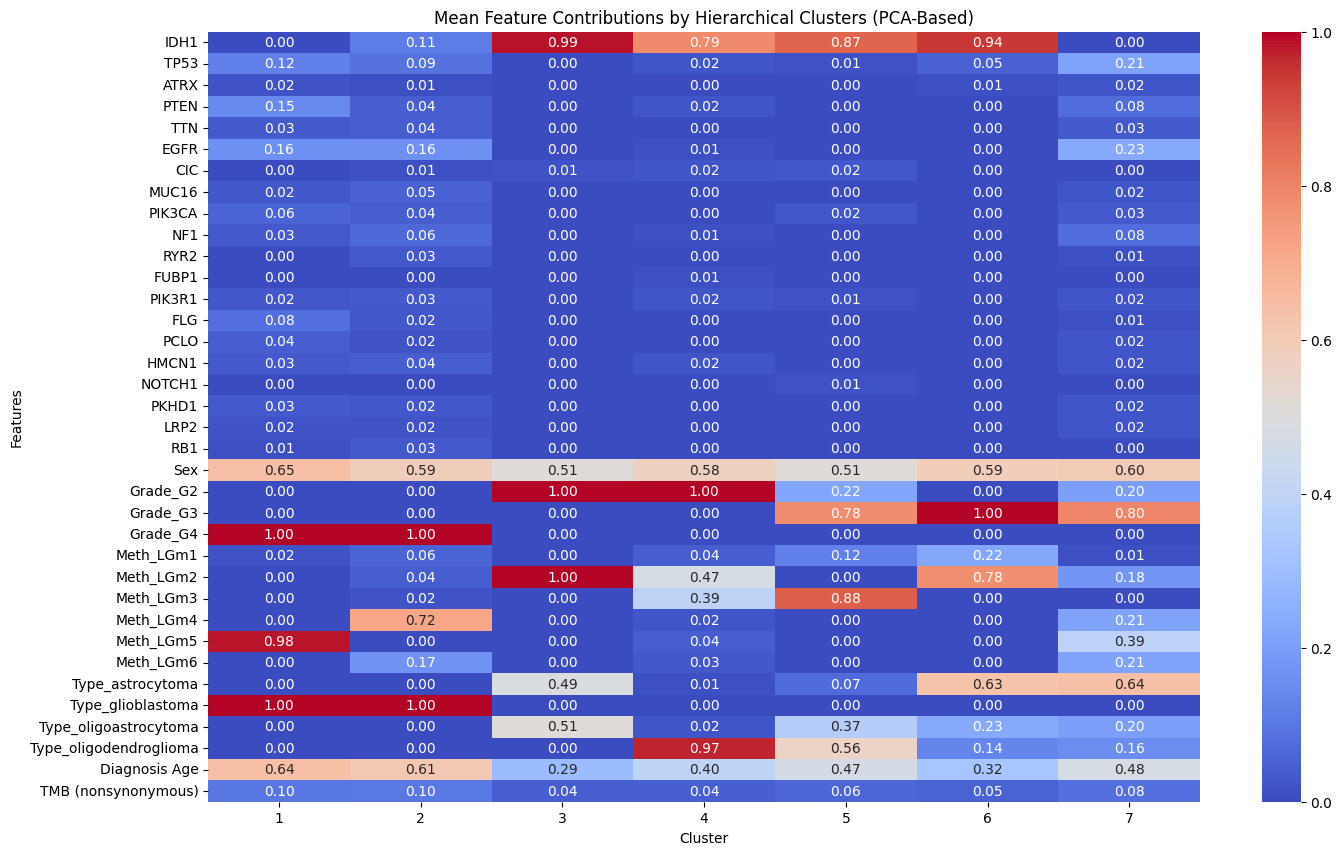 Mean Feature Contributions by Hierarchical Clusters (PCA-Based)
IDH1 0.00 0.11 0.99 0.79 0.87 0.94 0.00
TP53 0.12 0.09 0.00 0.02 0.01 0.05 0.21
ATRX 0.02 0.01 0.00 0.00 0.00 0.01 0.02
PTEN 0.15 0.04 0.00 0.02 0.00 0.00 0.08
TTN 0.03 0.04 0.00 0.00 0.00 0.00 0.03
EGFR 0.16 0.16 0.00 0.01 0.00 0.00 0.23
CIC 0.00 0.01 0.01 0.02 0.02 0.00 0.00
MUC16 0.02 0.05 0.00 0.00 0.00 0.00 0.02
PIK3CA 0.06 0.04 0.00 0.00 0.02 0.00 0.03
NF1 0.03 0.06 0.00 0.01 0.00 0.00 0.08
RYR2 0.00 0.03 0.00 0.00 0.00 0.00 0.01
FUBP1 0.00 0.00 0.00 0.01 0.00 0.00 0.00
PIK3R1 0.02 0.03 0.00 0.02 0.01 0.00 0.02
FLG 0.08 0.02 0.00 0.00 0.00 0.00 0.01
PCLO 0.04 0.02 0.00 0.00 0.00 0.00 0.02
HMCN1 0.03 0.04 0.00 0.02 0.00 0.00 0.02
NOTCH1 0.00 0.00 0.00 0.00 0.01 0.00 0.00
PKHD1 0.03 0.02 0.00 0.00 0.00 0.00 0.02
LRP2 0.02 0.02 0.00 0.00 0.00 0.00 0.02
RB1 0.01 0.03 0.00 0.00 0.00 0.00 0.00
Sex 0.65 0.59 0.51 0.58 0.51 0.59 0.60
Grade_G2 0.00 0.00 1.00 1.00 0.22 0.00 0.20
Grade_G3 0.00 0.00 0.00 0.00 0.78 1.00 0.80
Grade_G4 1.00 1.00 0.00 0.00 0.00 0.00 0.00
Meth_LGm1 0.02 0.06 0.00 0.04 0.12 0.22 0.01
Meth_LGm2 0.00 0.04 1.00 0.47 0.00 0.78 0.18
Meth_LGm3 0.00 0.02 0.00 0.39 0.88 0.00 0.00
Meth_LGm4 0.00 0.72 0.00 0.02 0.00 0.00 0.21
Meth_LGm5 0.98 0.00 0.00 0.04 0.00 0.00 0.39
Meth_LGm6 0.00 0.17 0.00 0.03 0.00 0.00 0.21
Type_astrocytoma 0.00 0.00 0.49 0.01 0.07 0.63 0.64
Type_glioblastoma 1.00 1.00 0.00 0.00 0.00 0.00 0.00
Type_oligoastrocytoma 0.00 0.00 0.51 0.02 0.37 0.23 0.20
Type_oligodendroglioma 0.00 0.00 0.00 0.97 0.56 0.14 0.16
Diagnosis Age 0.64 0.61 0.29 0.40 0.47 0.32 0.48
TMB (nonsynonymous) 0.10 0.10 0.04 0.04 0.06 0.05 0.08
1 2 3 4 5 6 7
Cluster
Features
1.0
0.8
0.6
0.4
0.2
0.0